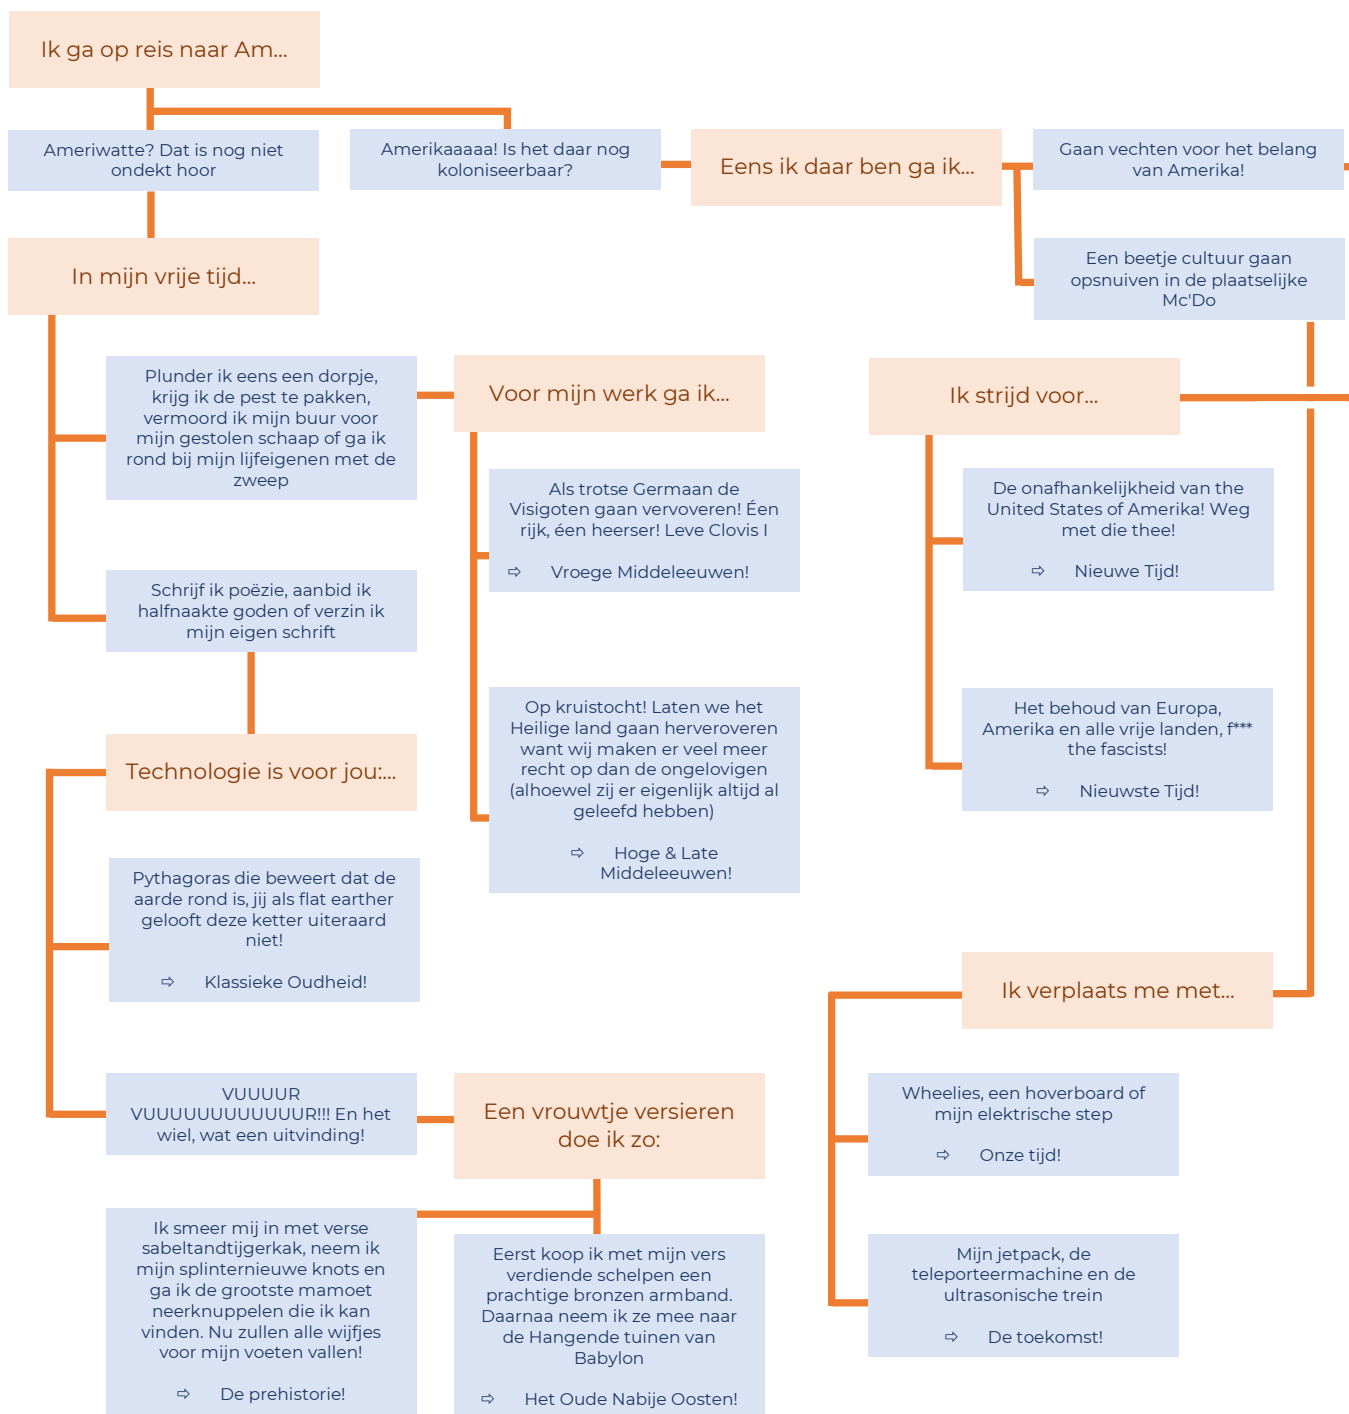 Ik ga op reis naar Am...
Ameriwatte? Dat is nog niet
ondekt hoor
Amerikaaaaa! Is het daar nog
koloniseerbaar?
Eens ik daar ben ga ik...
Gaan vechten voor het belang
van Amerika!
Een beetje cultuur gaan
opsnuiven in de plaatselijke
Mc'Do
In mijn vrije tijd...
Plunder ik eens een dorpje,
krijg ik de pest te pakken,
vermoord ik mijn buur voor
mijn gestolen schaap of ga ik
rond bij mijn lijfeigenen met de
zweep
Voor mijn werk ga ik...
Als trotse Germaan de
Visigoten gaan vervoveren! Éen
rijk, éen heerser! Leve Clovis I
⇨ Vroege Middeleeuwen!
Op kruistocht! Laten we het
Heilige land gaan herveroveren
want wij maken er veel meer
recht op dan de ongelovigen
(alhoewel zij er eigenlijk altijd al
geleefd hebben)
⇨ Hoge & Late
Middeleeuwen!
Ik strijd voor...
De onafhankelijkheid van the
United States of Amerika! Weg
met die thee!
⇨ Nieuwe Tijd!
Het behoud van Europa,
Amerika en alle vrije landen, f***
the fascists!
⇨ Nieuwste Tijd!
Schrijf ik poëzie, aanbid ik
halfnaakte goden of verzin ik
mijn eigen schrift
Technologie is voor jou:...
Pythagoras die beweert dat de
aarde rond is, jij als flat earther
gelooft deze ketter uiteraard
niet!
⇨ Klassieke Oudheid!
VUUUUR
VUUUUUUUUUUUUR!!! En het
wiel, wat een uitvinding!
Een vrouwtje versieren
doe ik zo:
Ik smeer mij in met verse
sabeltandtijgerkak, neem ik
mijn splinternieuwe knots en
ga ik de grootste mamoet
neerknuppelen die ik kan
vinden. Nu zullen alle wijfjes
voor mijn voeten vallen!
⇨ De prehistorie!
Eerst koop ik met mijn vers
verdiende schelpen een
prachtige bronzen armband.
Daarnaa neem ik ze mee naar
de Hangende tuinen van
Babylon
⇨ Het Oude Nabije Oosten!
Ik verplaats me met...
Wheelies, een hoverboard of
mijn elektrische step
⇨ Onze tijd!
Mijn jetpack, de
teleporteermachine en de
ultrasonische trein
⇨ De toekomst!